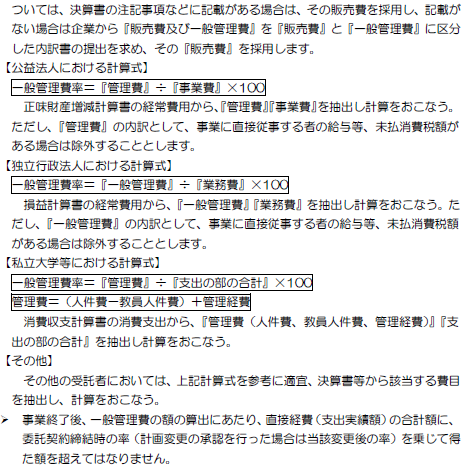 ついては、決算書の注記事項などに記載がある場合は、その販売費を採用し、記載が
ない場合は企業から『販売費及び一般管理費』を『販売費』と『一般管理費』に区分
した内訳書の提出を求め、その『販売費』を採用します。
【公益法人における計算式】
一般管理費率＝『管理費』÷『事業費』×100
正味財産増減計算書の経常費用から、『管理費』『事業費』を抽出し計算をおこなう。
ただし、『管理費』の内訳として、事業に直接従事する者の給与等、未払消費税額が
ある場合は除外することとします。
【独立行政法人における計算式】
一般管理費率＝『一般管理費』÷『業務費』×100
損益計算書の経常費用から、『一般管理費』『業務費』を抽出し計算をおこなう。た
だし、『一般管理費』の内訳として、事業に直接従事する者の給与等、未払消費税額
がある場合は除外することとします。
【私立大学等における計算式】
一般管理費率＝『管理費』÷『支出の部の合計』×100
管理費＝（人件費－教員人件費）＋管理経費
消費収支計算書の消費支出から、『管理費（人件費、教員人件費、管理経費）』『支
出の部の合計』を抽出し計算をおこなう。
【その他】
その他の受託者においては、上記計算式を参考に適宜、決算書等から該当する費目
を抽出し、計算をおこなう。
➢ 事業終了後、一般管理費の額の算出にあたり、直接経費（支出実績額）の合計額に、
委託契約締結時の率（計画変更の承認を行った場合は当該変更後の率）を乗じて得
た額を超えてはなりません。